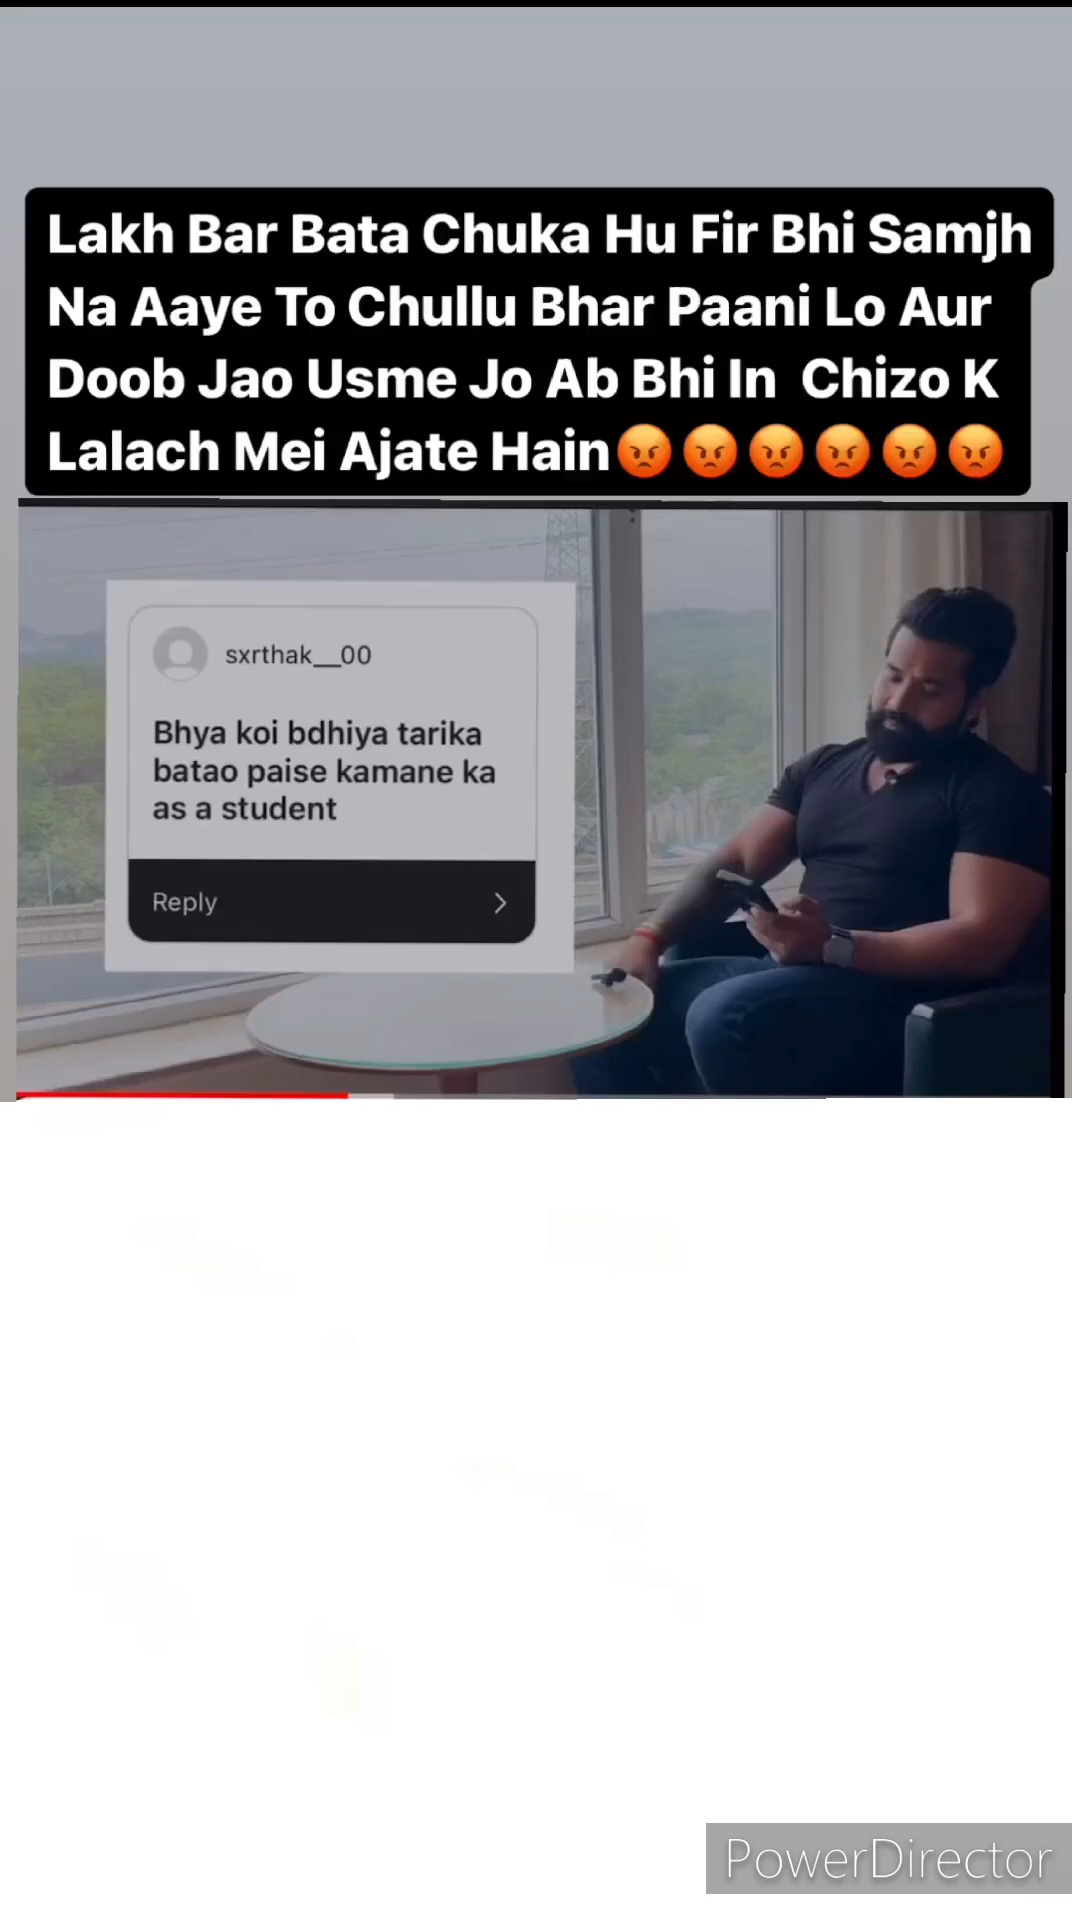 Lakh Bar Bata Chuka Hu Fir Bhi Samjh
Na Aaye To Chullu Bhar Paani Lo Aur
Doob Jao Usme Jo Ab Bhi In Chizo K
Lalach Mei Ajate Hain😡😡😡😡😡😡
sxrthak__00
Bhya koi bdhiya tarika
batao paise kamane ka
as a student
Reply
PowerDirector